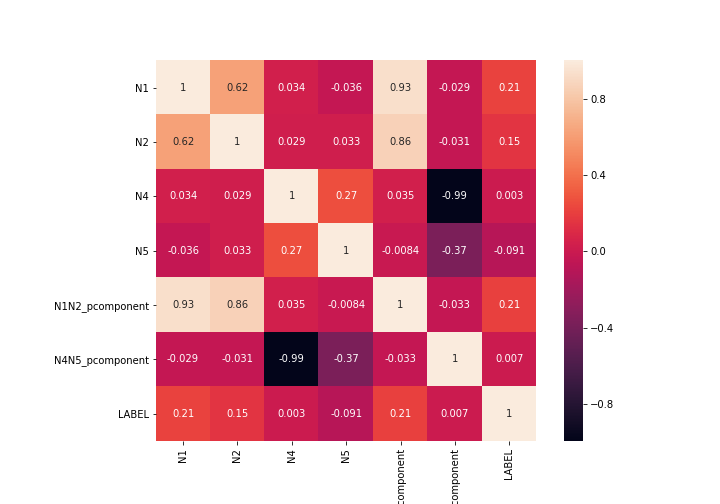 N1 1 0.62 0.034 -0.036 0.93 -0.029 0.21
N2 0.62 1 0.029 0.033 0.86 -0.031 0.15
N4 0.034 0.029 1 0.27 0.035 -0.99 0.003
N5 -0.036 0.033 0.27 1 -0.0084 -0.37 -0.091
N1N2_pcomponent 0.93 0.86 0.035 -0.0084 1 -0.033 0.21
N4N5_pcomponent -0.029 -0.031 -0.99 -0.37 -0.033 1 0.007
LABEL 0.21 0.15 0.003 -0.091 0.21 0.007 1
N1 N2 N4 N5 component component LABEL
0.8
0.4
0.0
-0.4
-0.8